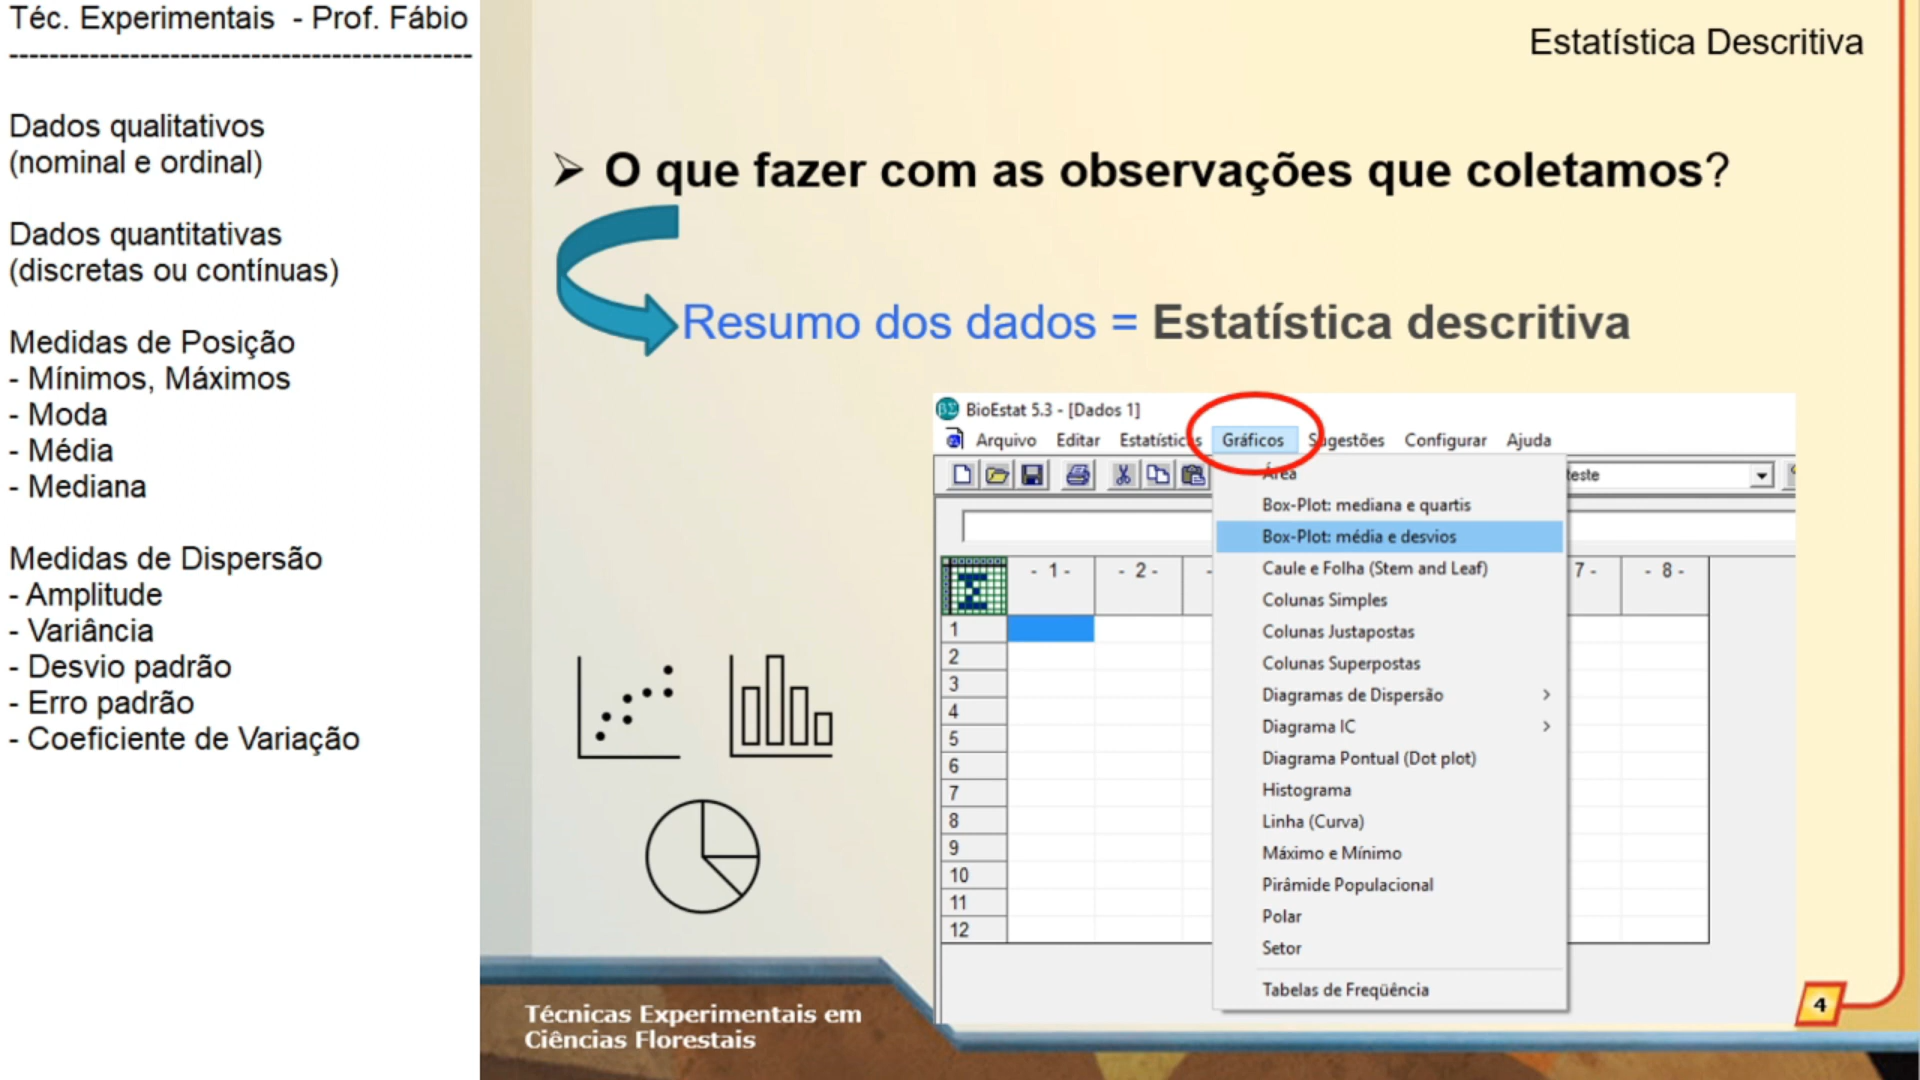 Téc. Experimentais - Prof. Fábio
----------------------------------------------
Dados qualitativos
(nominal e ordinal)
Dados quantitativas
(discretas ou contínuas)
Medidas de Posição
- Mínimos, Máximos
- Moda
- Média
- Mediana
Medidas de Dispersão
- Amplitude
- Variância
- Desvio padrão
- Erro padrão
- Coeficiente de Variação
Estatística Descritiva
➢ O que fazer com as observações que coletamos?
Resumo dos dados = Estatística descritiva
BioEstat 5.3 - [Dados 1]
Arquivo Editar Estatísticas Gráficos Sugestões Configurar Ajuda
Área
teste
Box-Plot: mediana e quartis
Box-Plot: média e desvios
Caule e Folha (Stem and Leaf)
Colunas Simples
Colunas Justapostas
Colunas Superpostas
Diagramas de Dispersão
Diagrama IC
Diagrama Pontual (Dot plot)
Histograma
Linha (Curva)
Máximo e Mínimo
Pirâmide Populacional
Polar
Setor
Tabelas de Freqüência
- 1 - - 2 - - 7 - - 8 -
1
2
3
4
5
6
7
8
9
10
11
12
Técnicas Experimentais em
Ciências Florestais
4